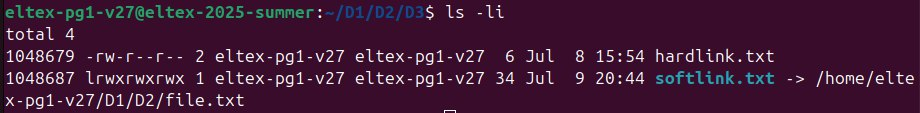 eltex-pg1-v27@eltex-2025-summer:~/D1/D2/D3$ ls -li
total 4
1048679 -rw-r--r-- 2 eltex-pg1-v27 eltex-pg1-v27  6 Jul  8 15:54 hardlink.txt
1048687 lrwxrwxrwx 1 eltex-pg1-v27 eltex-pg1-v27 34 Jul  9 20:44 softlink.txt -> /home/elte
x-pg1-v27/D1/D2/file.txt